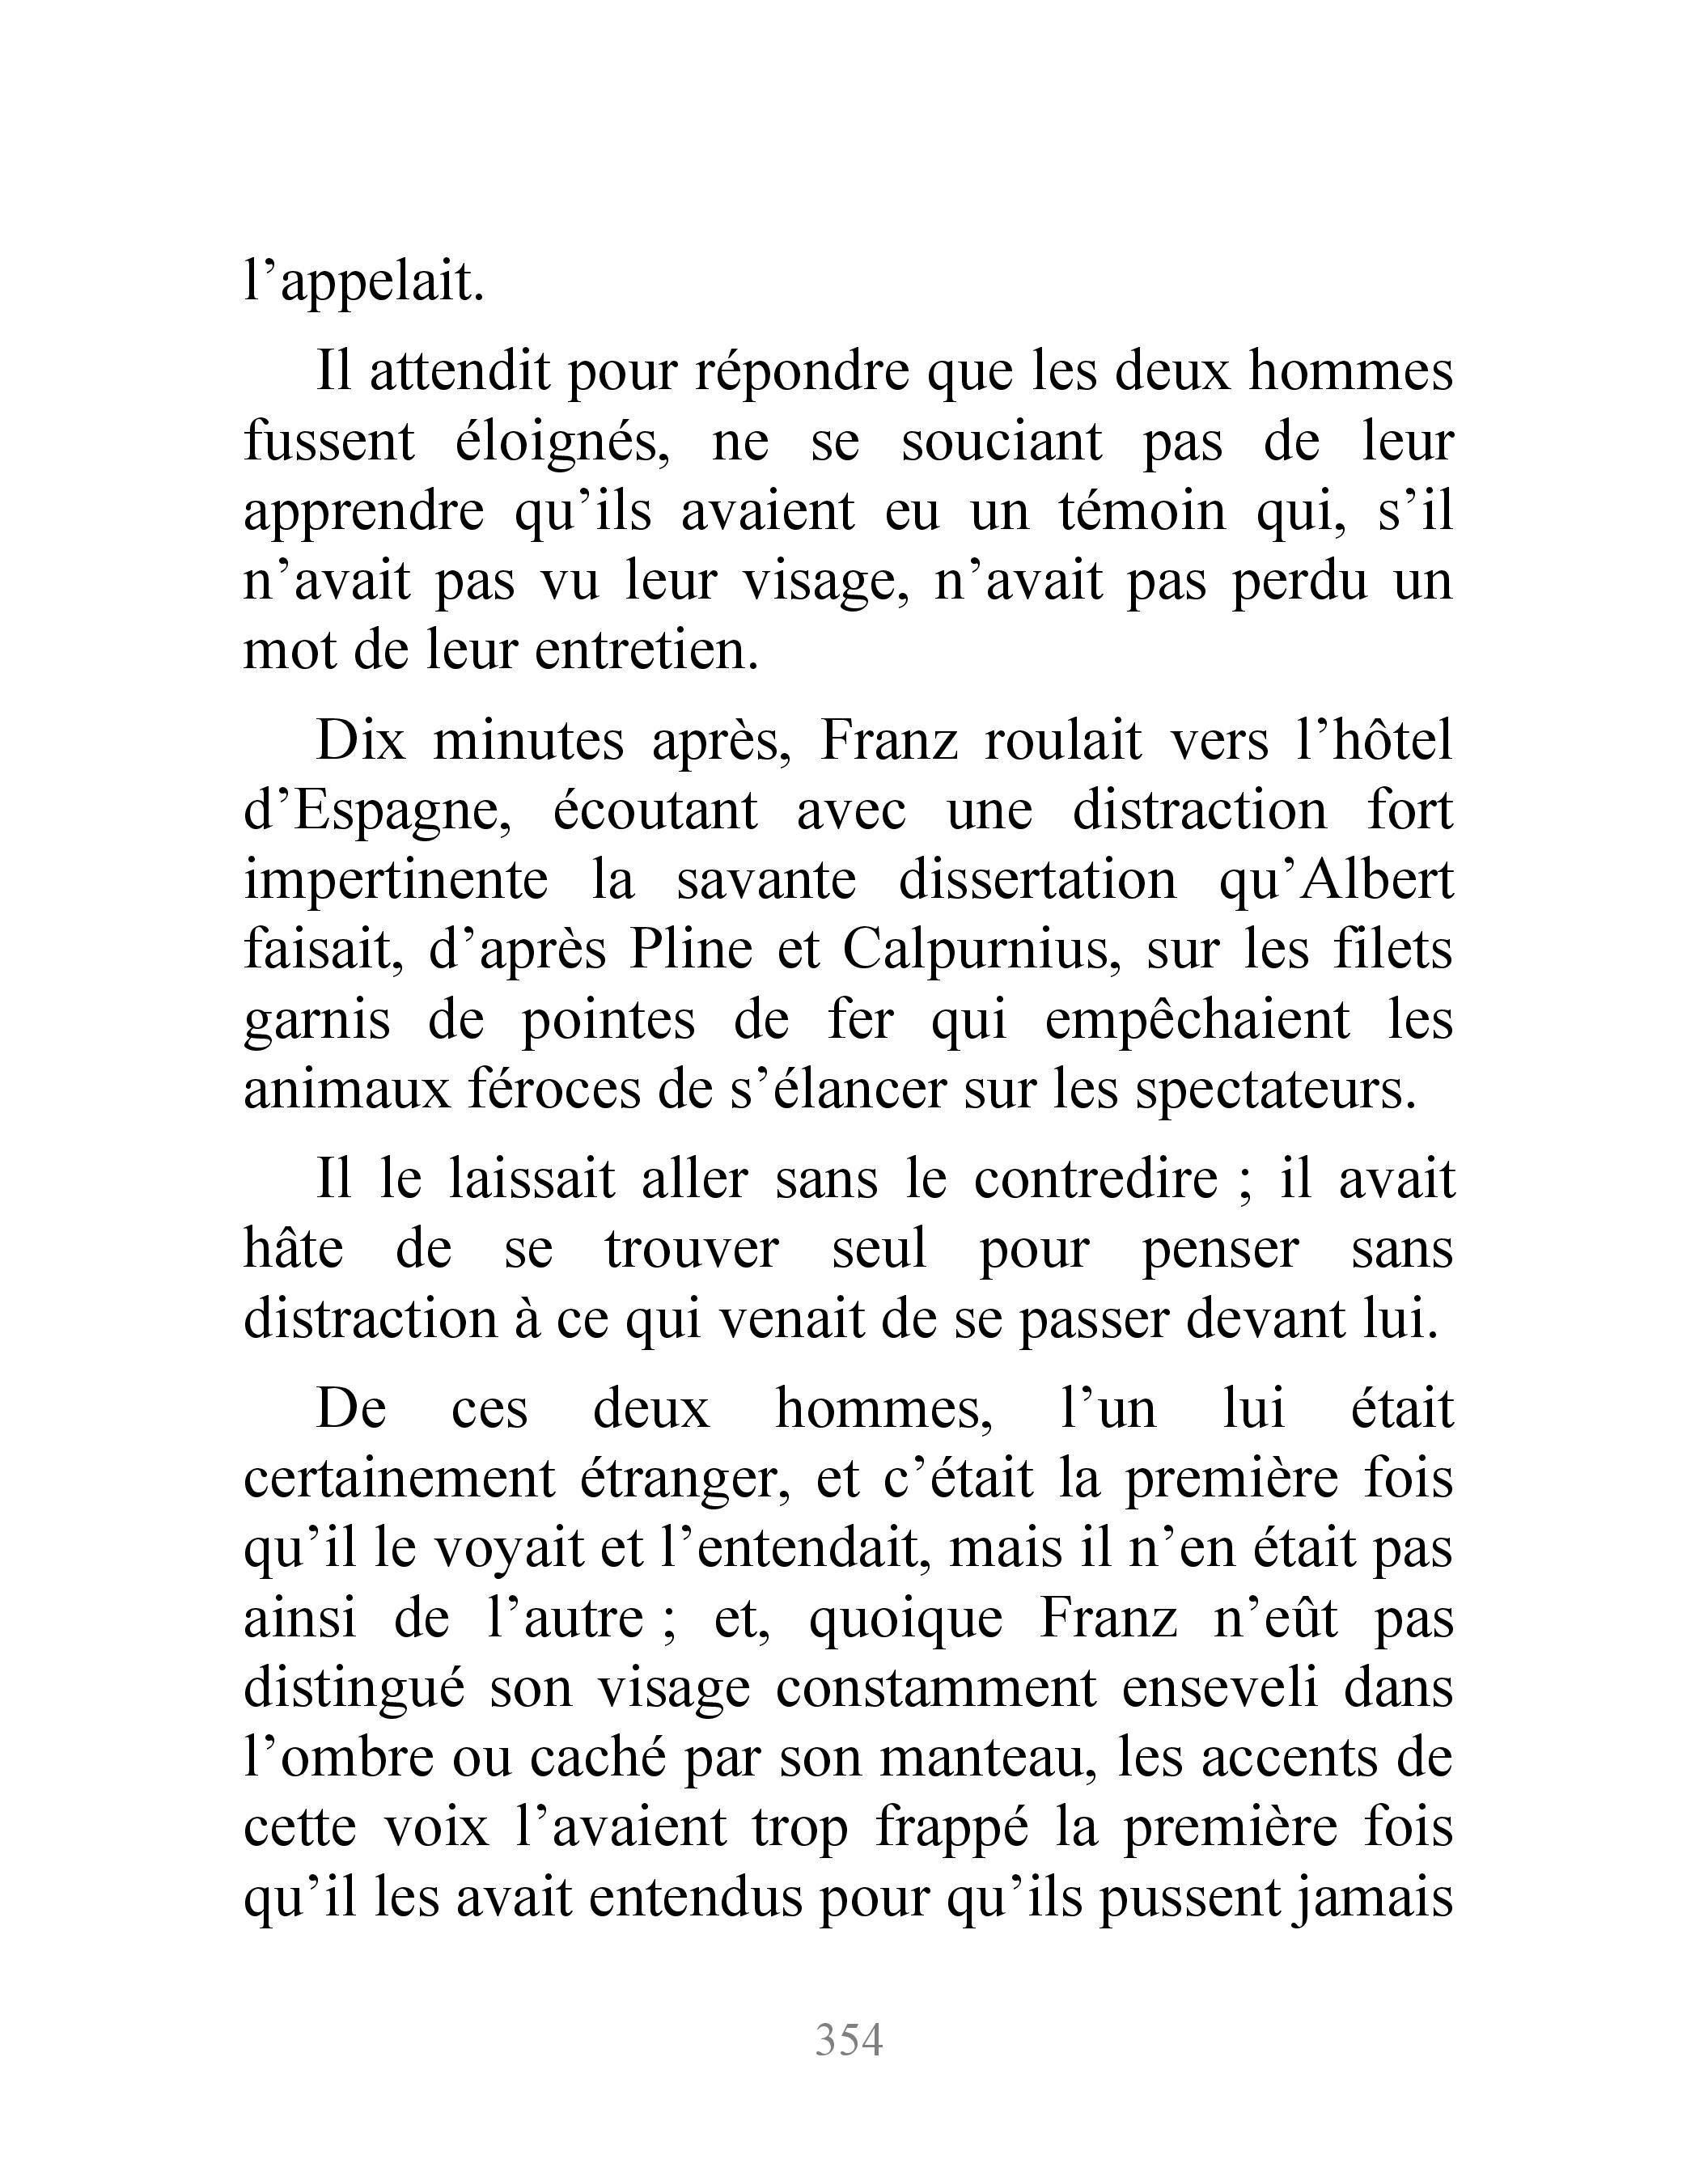 l’appelait.
Il attendit pour répondre que les deux hommes
fussent éloignés, ne se souciant pas de leur
apprendre qu’ils avaient eu un témoin qui, s’il
n’avait pas vu leur visage, n’avait pas perdu un
mot de leur entretien.
Dix minutes après, Franz roulait vers l’hôtel
d’Espagne, écoutant avec une distraction fort
impertinente la savante dissertation qu’Albert
faisait, d’après Pline et Calpurnius, sur les filets
garnis de pointes de fer qui empêchaient les
animaux féroces de s’élancer sur les spectateurs.
Il le laissait aller sans le contredire ; il avait
hâte de se trouver seul pour penser sans
distraction à ce qui venait de se passer devant lui.
De ces deux hommes, l’un lui était
certainement étranger, et c’était la première fois
qu’il le voyait et l’entendait, mais il n’en était pas
ainsi de l’autre ; et, quoique Franz n’eût pas
distingué son visage constamment enseveli dans
l’ombre ou caché par son manteau, les accents de
cette voix l’avaient trop frappé la première fois
qu’il les avait entendus pour qu’ils pussent jamais
354